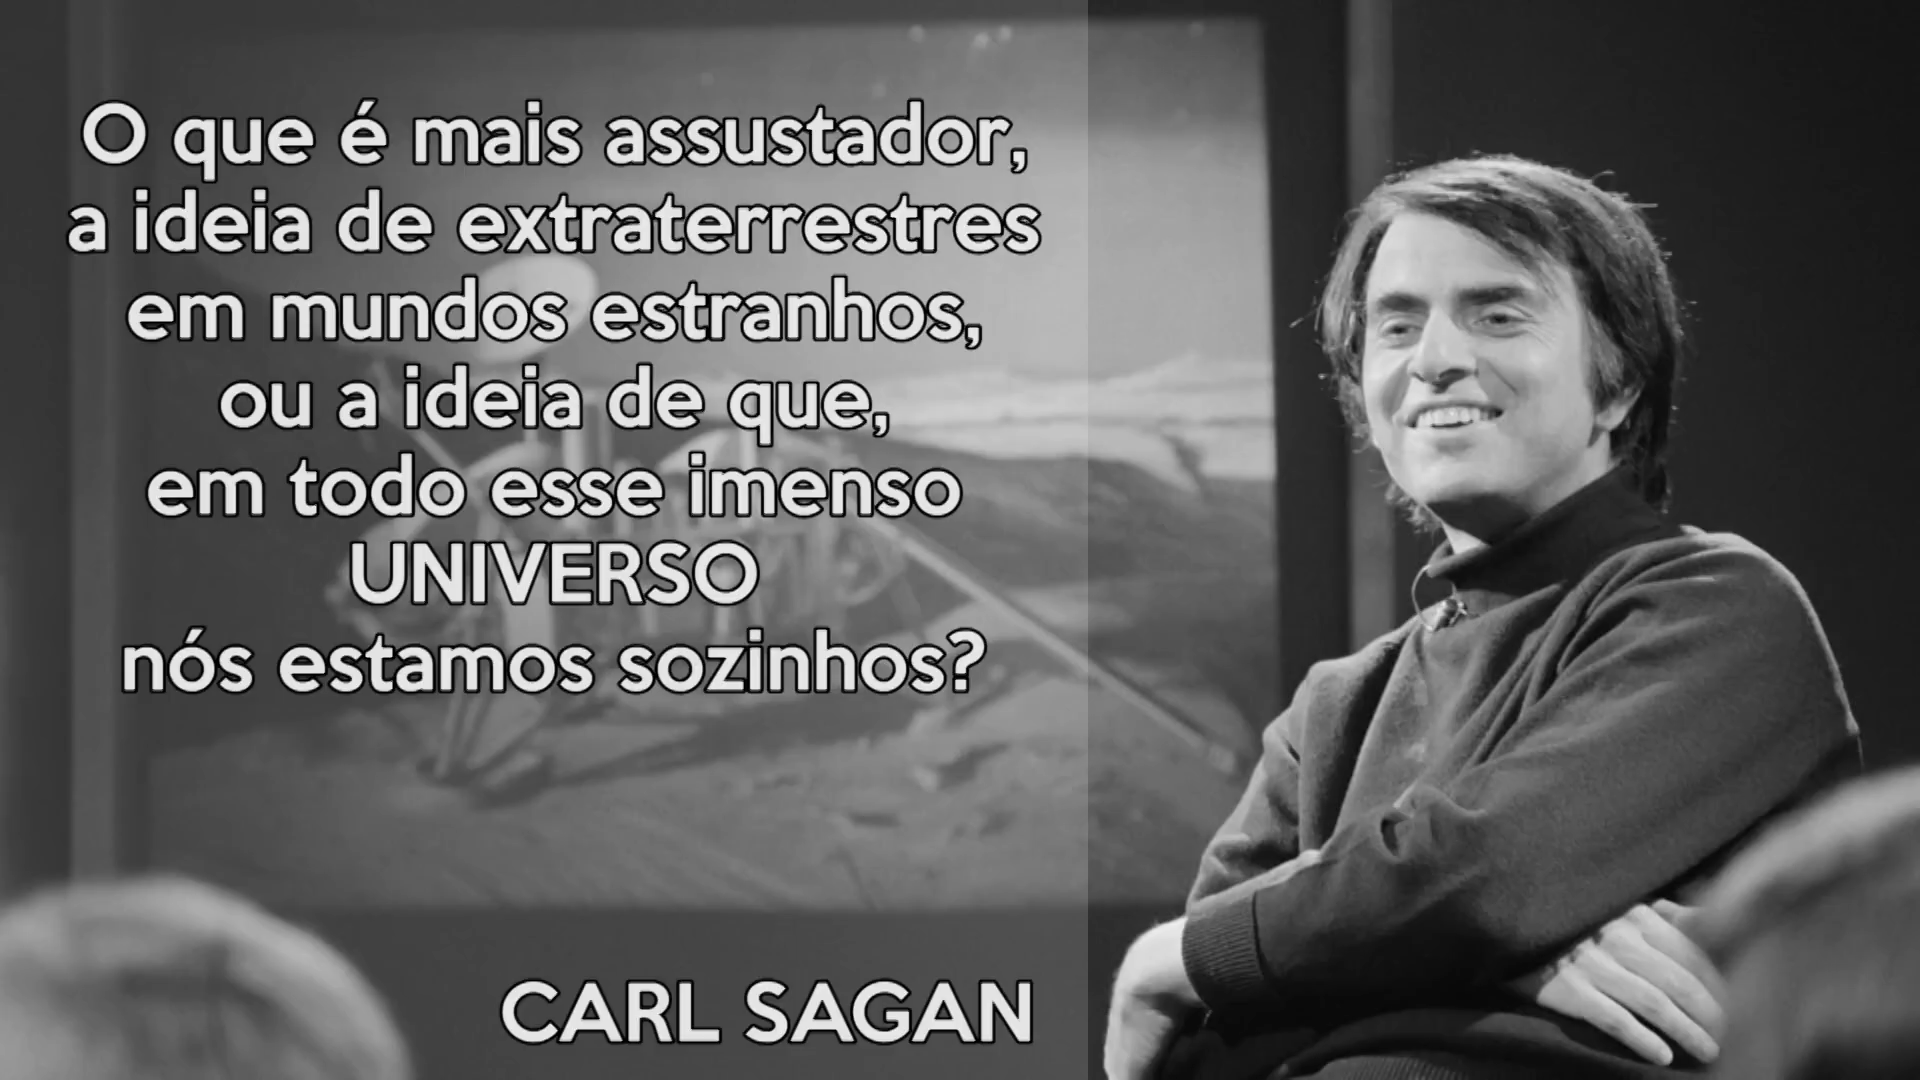 O que é mais assustador,
a ideia de extraterrestres
em mundos estranhos,
ou a ideia de que,
em todo esse imenso
UNIVERSO
nós estamos sozinhos?
CARL SAGAN